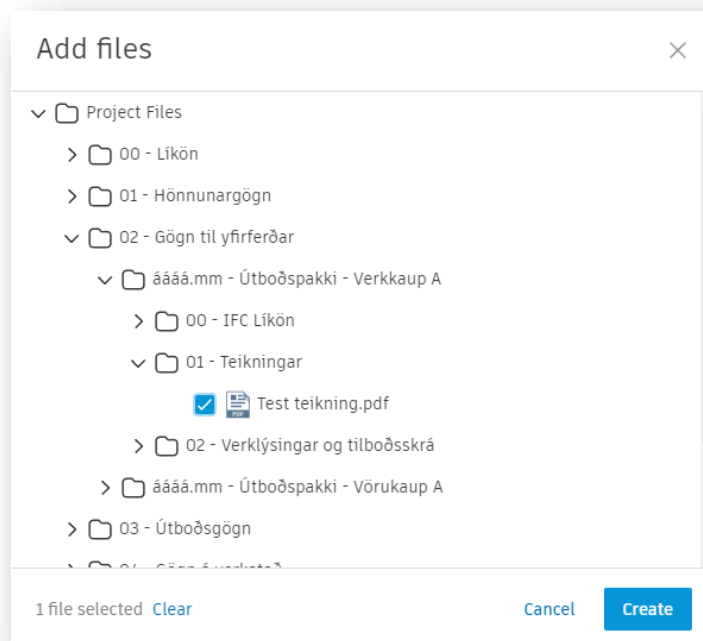 Add files
Project Files
00 - Líkön
01 - Hönnunargögn
02 - Gögn til yfirferðar
áááá.mm - Útboðspakki - Verkkaup A
00 - IFC Líkön
01 - Teikningar
PDF Test teikning.pdf
02 - Verklýsingar og tilboðsskrá
áááá.mm - Útboðspakki - Vörukaup A
03 - Útboðsgögn
1 file selected Clear Cancel Create